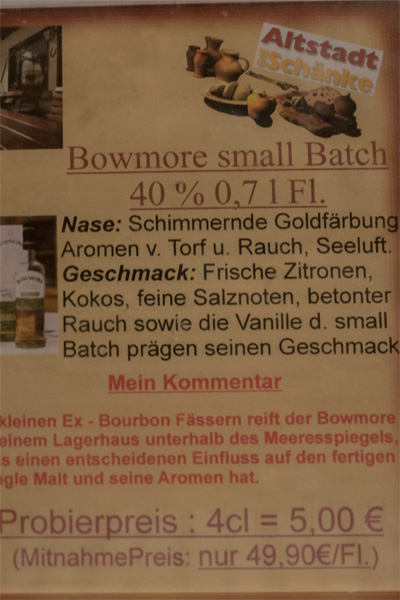 Altstadt
Schänke
Bowmore small Batch
40 % 0,7 l Fl.
Nase: Schimmernde Goldfärbung
Aromen v. Torf u. Rauch, Seeluft.
Geschmack: Frische Zitronen,
Kokos, feine Salznoten, betonter
Rauch sowie die Vanille d. small
Batch prägen seinen Geschmack
BOWMORE
Mein Kommentar
kleinen Ex - Bourbon Fässern reift der Bowmore
einem Lagerhaus unterhalb des Meeresspiegels,
s einen entscheidenen Einfluss auf den fertigen
ngle Malt und seine Aromen hat.
Probierpreis : 4cl = 5,00 €
(MitnahmePreis: nur 49,90€/Fl.)